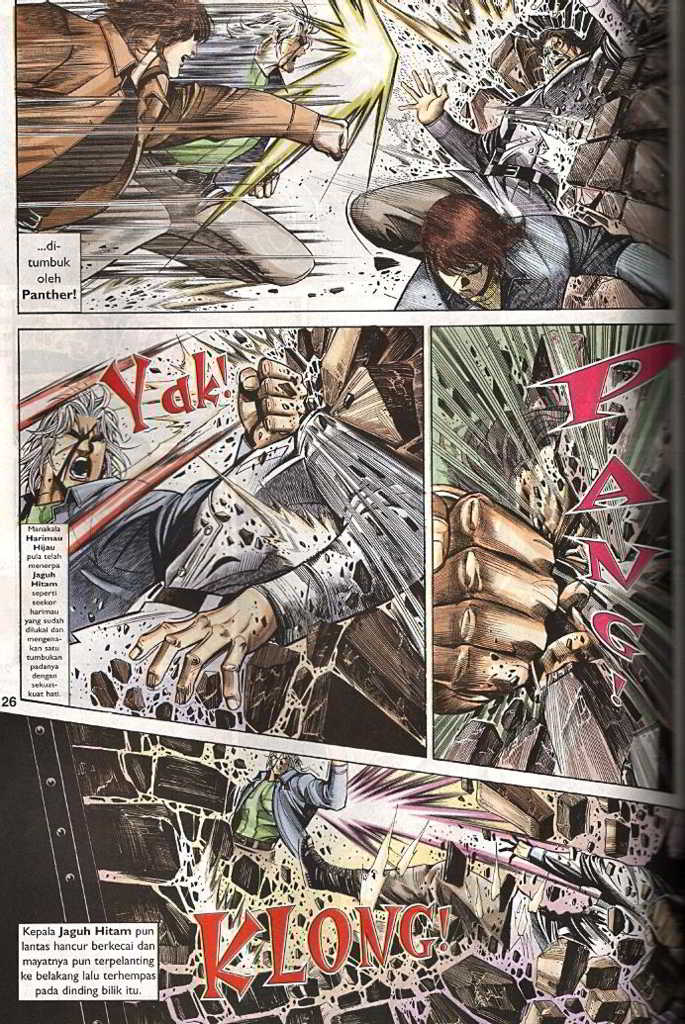 ...di-
tumbuk
oleh
Panther!
Ydk!
Manakala
Harimau
Hijau
pula telah
menerpa
Jaguh
Hitam
seperti
seekor
harimau
yang sudah
dilukai dan
mengena-
kan satu
tumbukan
padanya
dengan
sekuas-
kuat hati.
PANG!
26
KLONG!
Kepala Jaguh Hitam pun
lantas hancur berkecai dan
mayatnya pun terpelanting
ke belakang lalu terhempas
pada dinding bilik itu.